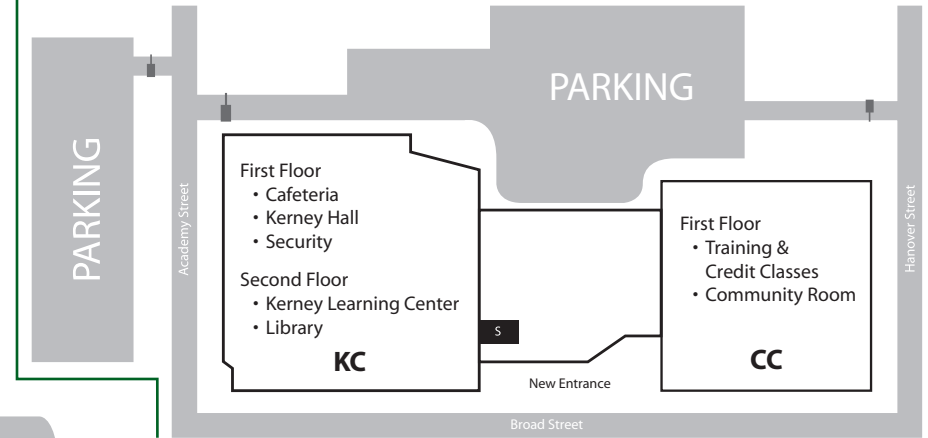 PARKING
PARKING
Academy Street
Hanover Street
First Floor
• Cafeteria
• Kerney Hall
• Security
Second Floor
• Kerney Learning Center
• Library
KC
S
New Entrance
First Floor
• Training &
Credit Classes
• Community Room
CC
Broad Street